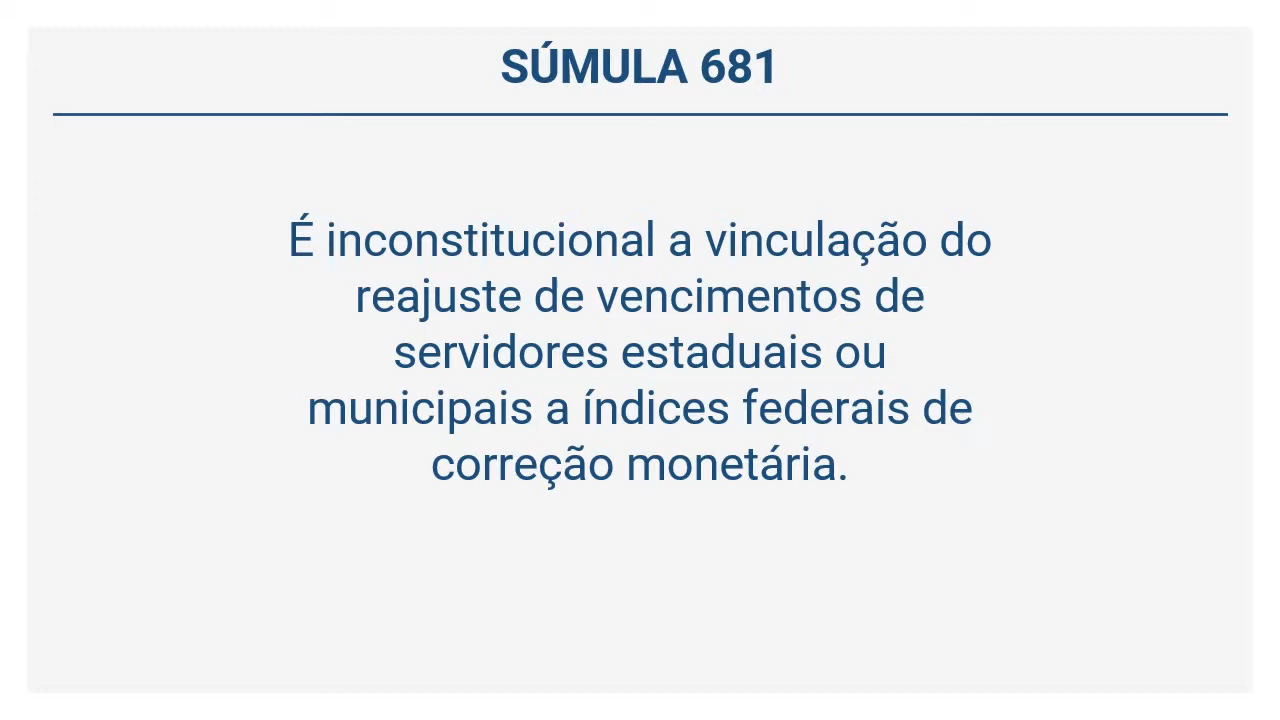 SÚMULA 681
É inconstitucional a vinculação do
reajuste de vencimentos de
servidores estaduais ou
municipais a índices federais de
correção monetária.